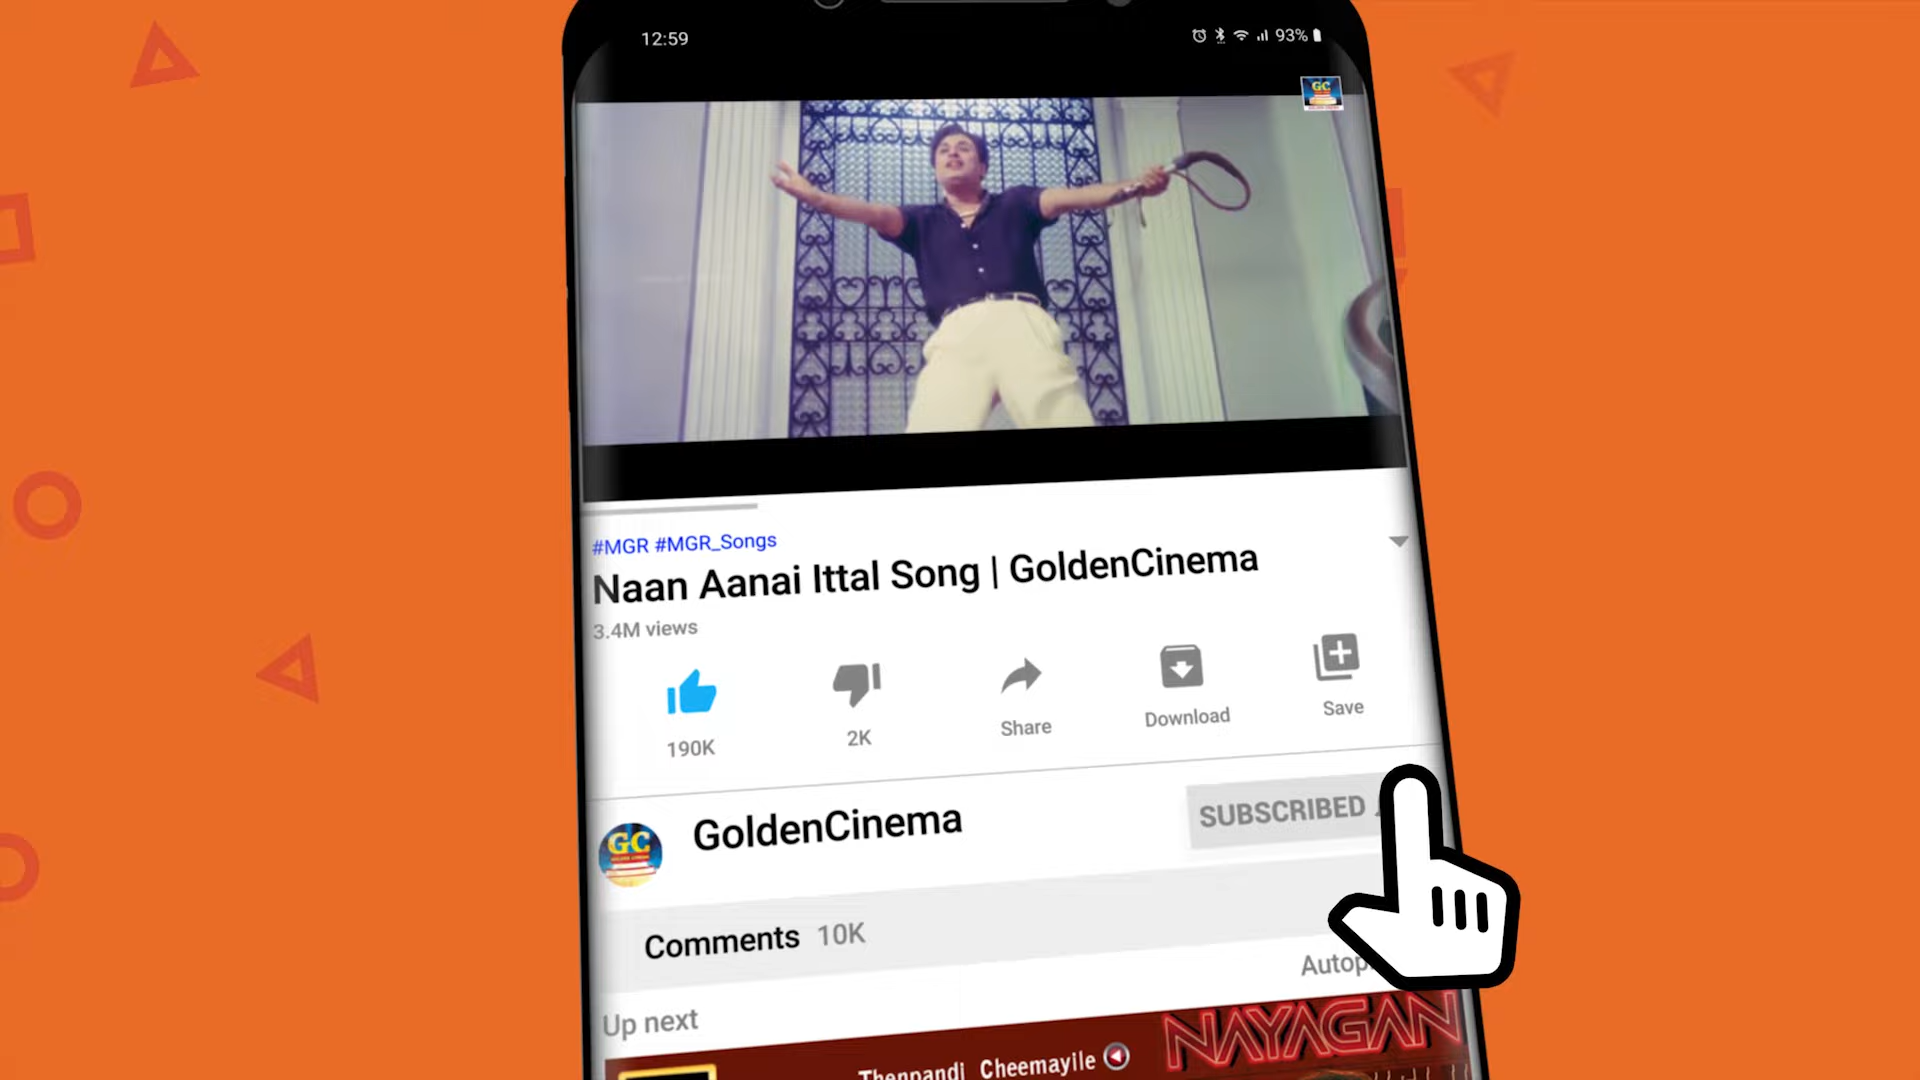 12:59
93%
GC
#MGR #MGR_Songs
Naan Aanai Ittal Song | GoldenCinema
3.4M views
190K
2K
Share
Download
Save
GC
GoldenCinema
SUBSCRIBED
Comments 10K
Up next
Thenpandi Cheemayile
NAYAGAN